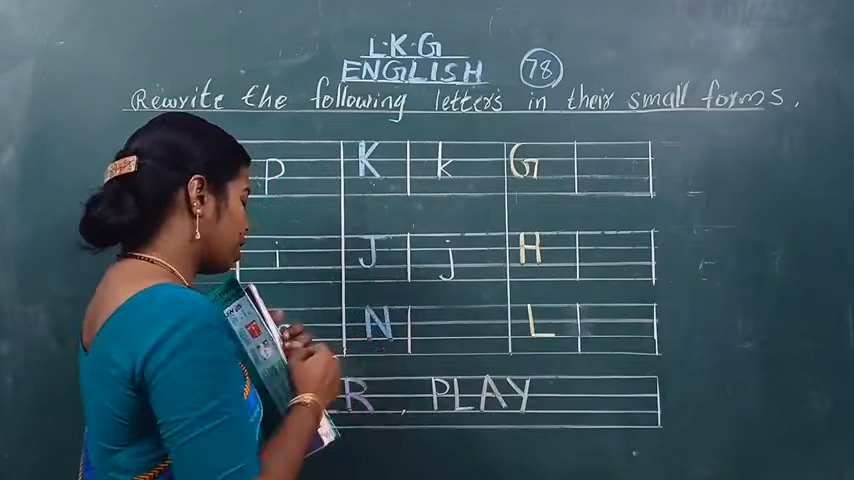 L.K.G
ENGLISH 78
Rewrite the following letters in their small forms.
p K k G
i J j H
N L
R PLAY